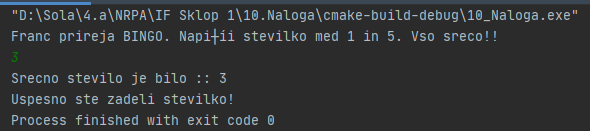 "D:\Sola\4.a\NRPA\IF Sklop 1\10.Naloga\cmake-build-debug\10_Naloga.exe"
Franc prireja BINGO. Napi┼íi stevilko med 1 in 5. Vso sreco!!
3
Srecno stevilo je bilo :: 3
Uspesno ste zadeli stevilko!
Process finished with exit code 0